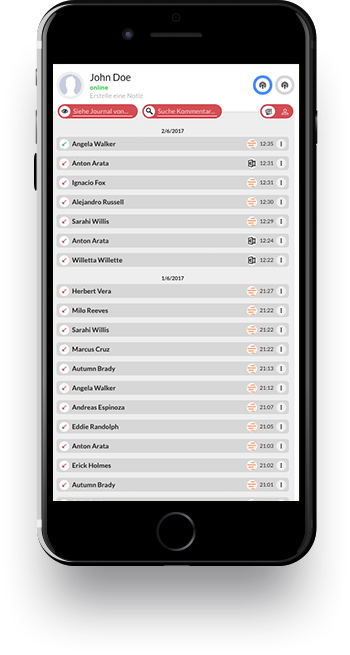 John Doe
online
Erstelle eine Notiz
Siehe Journal von...
Suche Kommentar...
2/6/2017
Angela Walker 12:35
Anton Arata 12:31
Ignacio Fox 12:31
Alejandro Russell 12:30
Sarahi Willis 12:29
Anton Arata 12:24
Willetta Willette 12:22
1/6/2017
Herbert Vera 21:27
Milo Reeves 21:22
Sarahi Willis 21:22
Marcus Cruz 21:22
Autumn Brady 21:13
Angela Walker 21:12
Andreas Espinoza 21:07
Eddie Randolph 21:05
Anton Arata 21:03
Erick Holmes 21:02
Autumn Brady 21:01